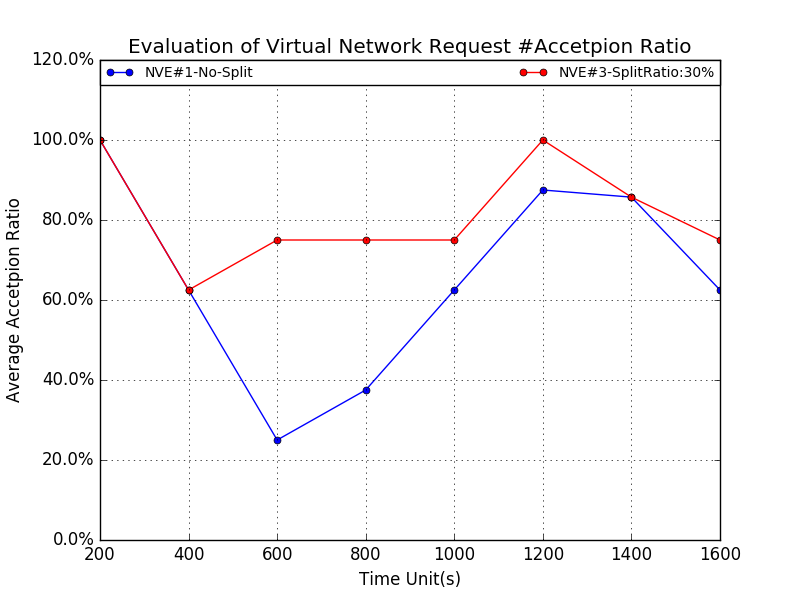 Evaluation of Virtual Network Request #Accetpion Ratio
120.0%
NVE#1-No-Split NVE#3-SplitRatio:30%
100.0%
80.0%
60.0%
40.0%
20.0%
0.0%
Average Accetpion Ratio
200 400 600 800 1000 1200 1400 1600
Time Unit(s)